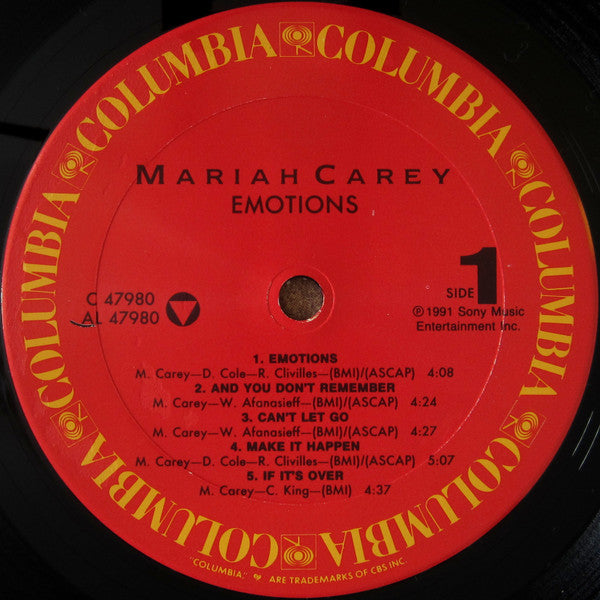 COLUMBIA COLUMBIA COLUMBIA COLUMBIA COLUMBIA COLUMBIA COLUMBIA COLUMBIA
MARIAH CAREY
EMOTIONS
SIDE 1
C 47980
AL 47980
℗ 1991 Sony Music
Entertainment Inc.
1. EMOTIONS
M. Carey—D. Cole—R. Clivilles—(BMI)/(ASCAP) 4:08
2. AND YOU DON'T REMEMBER
M. Carey—W. Afanasieff—(BMI)/(ASCAP) 4:24
3. CAN'T LET GO
M. Carey—W. Afanasieff—(BMI)/(ASCAP) 4:27
4. MAKE IT HAPPEN
M. Carey—D. Cole—R. Clivilles—(BMI)/(ASCAP) 5:07
5. IF IT'S OVER
M. Carey—C. King—(BMI) 4:37
"COLUMBIA," ARE TRADEMARKS OF CBS INC.